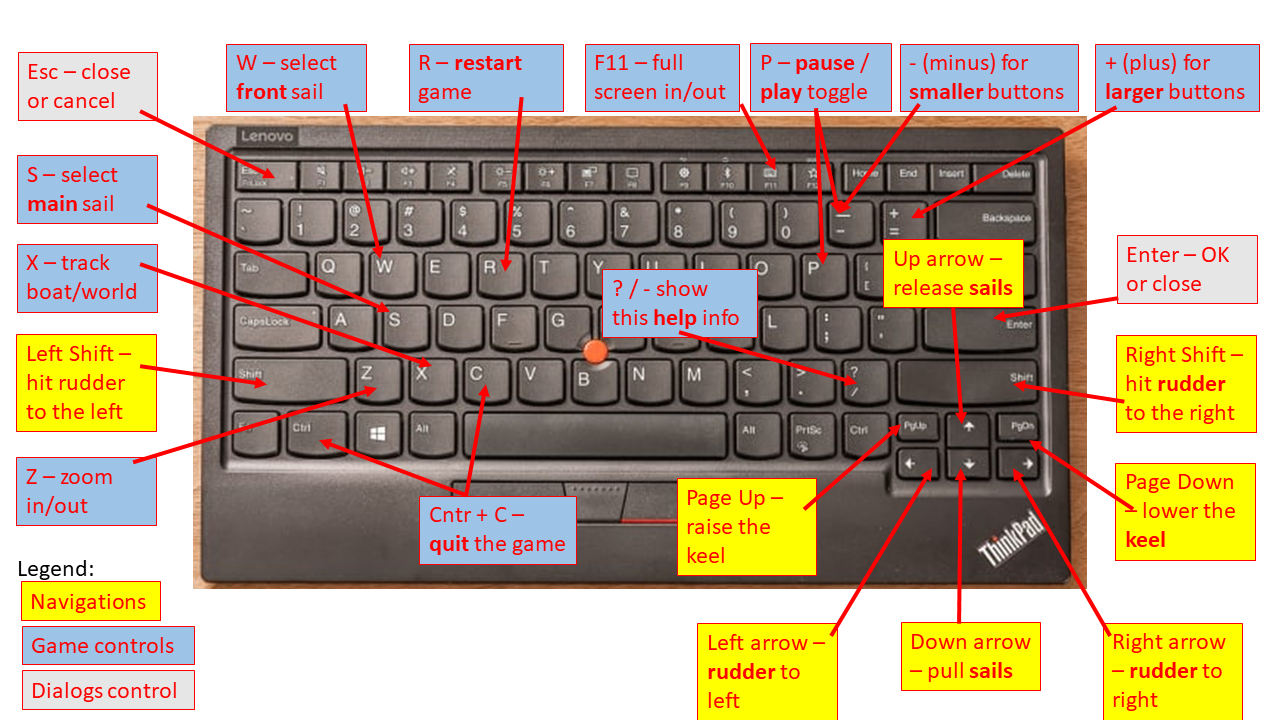 Esc – close
or cancel
W – select
front sail
R – restart
game
F11 – full
screen in/out
P – pause /
play toggle
- (minus) for
smaller buttons
+ (plus) for
larger buttons
S – select
main sail
X – track
boat/world
Left Shift –
hit rudder
to the left
Z – zoom
in/out
Legend:
Navigations
Game controls
Dialogs control
Lenovo
Esc
FnLock
F1
F3
F4
F7
F8
F9
F10
F11
F12
Home
End
Insert
Delete
~
`
!
1
@
2
#
3
$
4
%
5
^
6
&
7
*
8
(
9
)
0
—
-
+
=
Backspace
Tab
Q
W
E
R
T
Y
U
I
O
P
{
[
CapsLock
A
S
D
F
G
L
:
;
"
'
Enter
Shift
Z
X
C
V
B
N
M
<
,
>
.
?
/
Shift
Ctrl
Alt
Alt
PrtSc
Ctrl
PgUp
PgDn
ThinkPad
? / - show
this help info
Up arrow –
release sails
Enter – OK
or close
Right Shift –
hit rudder
to the right
Page Down
– lower the
keel
Cntr + C –
quit the game
Page Up –
raise the
keel
Left arrow –
rudder to
left
Down arrow
– pull sails
Right arrow
– rudder to
right